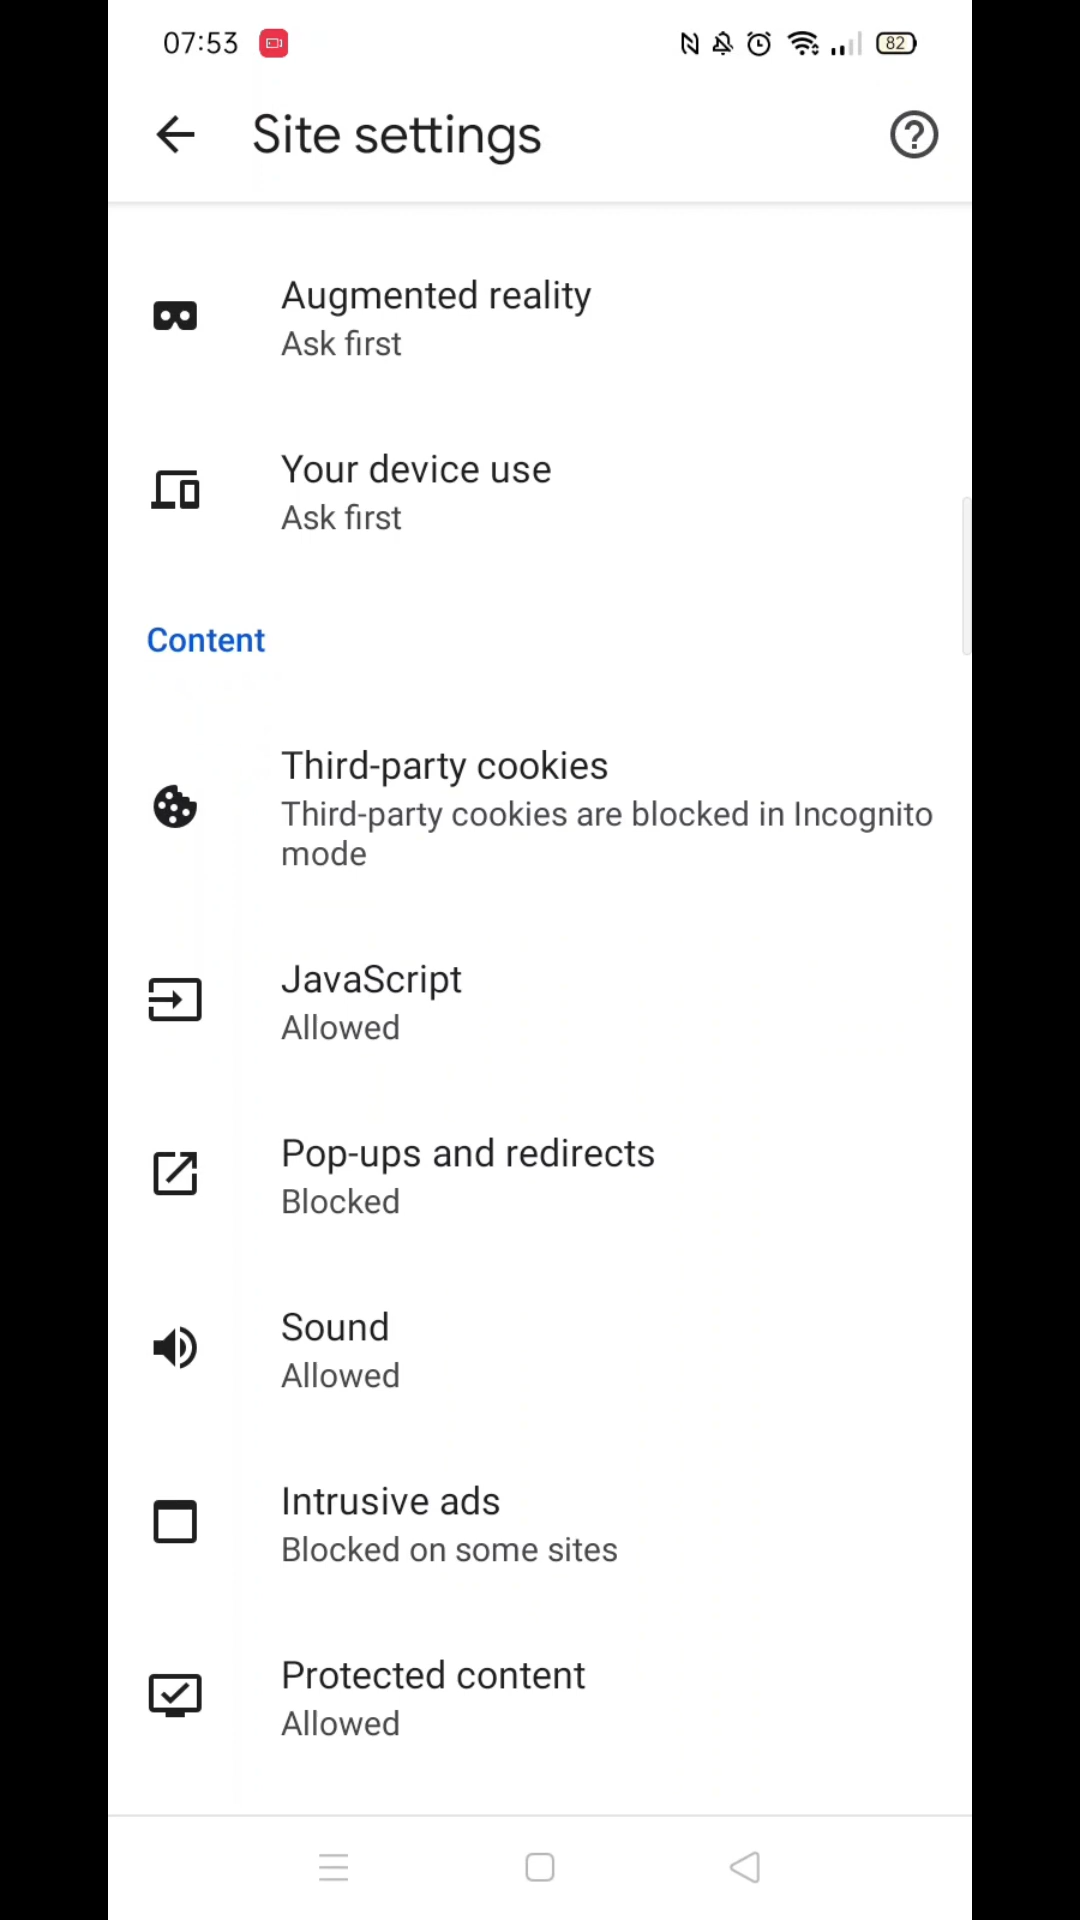 07:53
82
Site settings
Augmented reality
Ask first
Your device use
Ask first
Content
Third-party cookies
Third-party cookies are blocked in Incognito
mode
JavaScript
Allowed
Pop-ups and redirects
Blocked
Sound
Allowed
Intrusive ads
Blocked on some sites
Protected content
Allowed